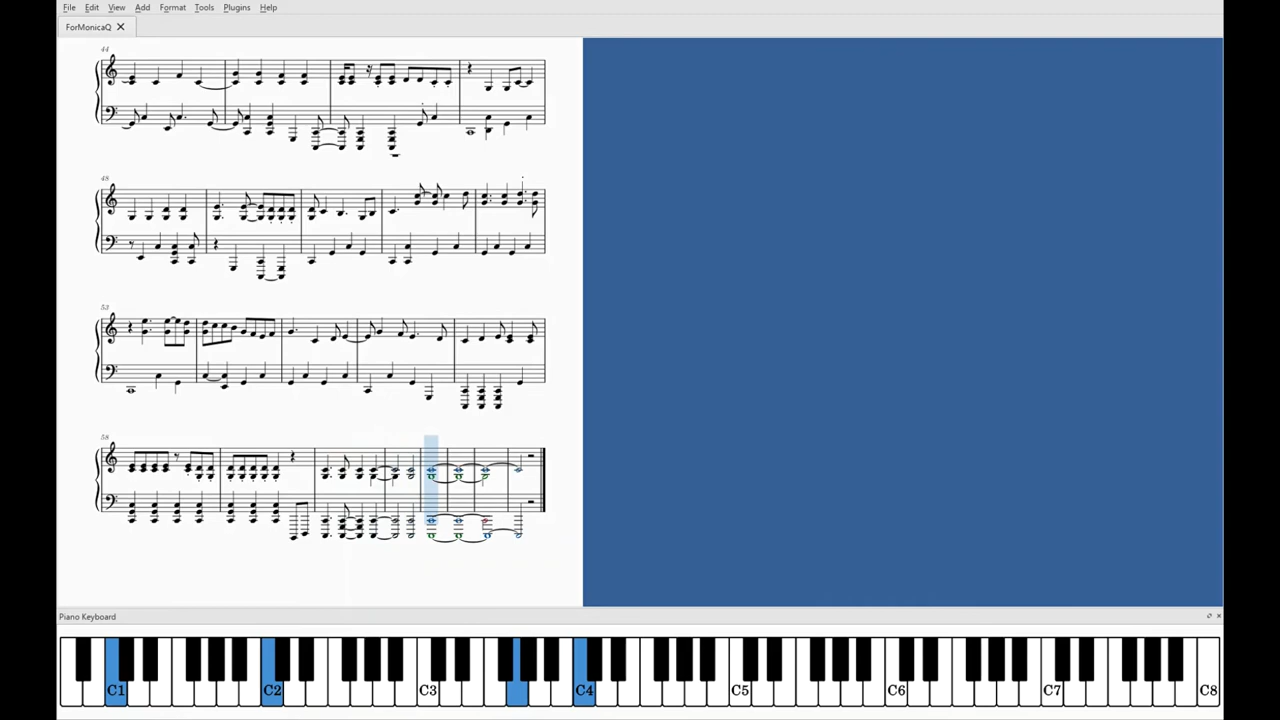 File Edit View Add Format Tools Plugins Help
ForMonicaQ
44
48
53
58
Piano Keyboard
C1 C2 C3 C4 C5 C6 C7 C8